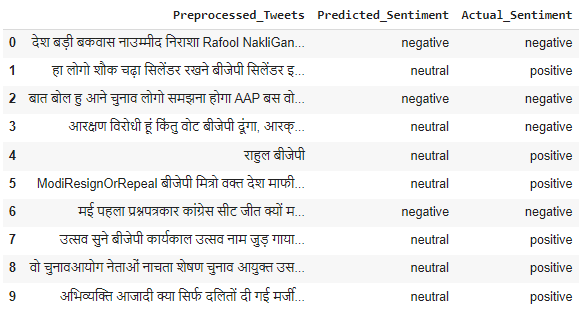 Preprocessed_Tweets Predicted_Sentiment Actual_Sentiment
0 देश बड़ी बकवास नाउम्मीद निराशा Rafool NakliGan... negative negative
1 हा लोगो शौक चढ़ा सिलेंडर रखने बीजेपी सिलेंडर इ... neutral positive
2 बात बोल हु आने चुनाव लोगो समझना होगा AAP बस वो... negative negative
3 आरक्षण विरोधी हूं किंतु वोट बीजेपी दूंगा, आरक्... neutral negative
4 राहुल बीजेपी neutral positive
5 ModiResignOrRepeal बीजेपी मित्रो वक्त देश माफी... neutral positive
6 मई पहला प्रश्नपत्रकार कांग्रेस सीट जीत क्यों म... negative negative
7 उत्सव सुने बीजेपी कार्यकाल उत्सव नाम जुड़ गाया... neutral positive
8 वो चुनावआयोग नेताओं नाचता शेषण चुनाव आयुक्त उस... neutral positive
9 अभिव्यक्ति आजादी क्या सिर्फ दलितों दी गई मर्जी... neutral positive